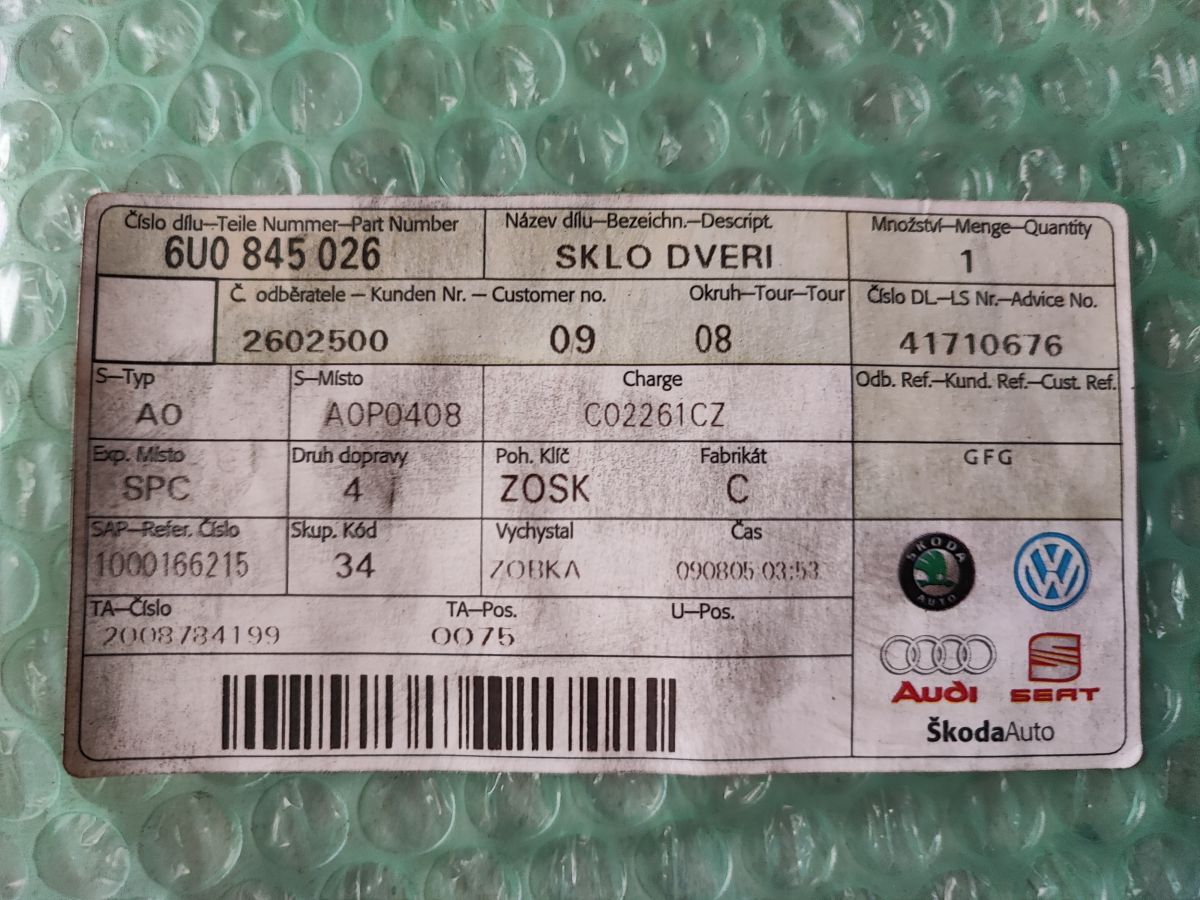 Číslo dílu—Teile Nummer—Part Number
6U0 845 026
Název dílu—Bezeichn.—Descript.
SKLO DVERI
Množství—Menge—Quantity
1
Č. odběratele — Kunden Nr. — Customer no.
Okruh—Tour—Tour
2602500 09 08
Číslo DL—LS Nr.—Advice No.
41710676
S—Typ
A0
S—Místo
A0P0408
Charge
C02261CZ
Odb. Ref.—Kund. Ref.—Cust. Ref.
Exp. Místo
SPC
Druh dopravy
4
Poh. Klíč
ZOSK
Fabrikát
C
GFG
SAP—Refer. Číslo
1000166215
Skup. Kód
34
Vychystal
ZOBKA
Čas
090805 03:53
TA—Číslo
2008784199
TA—Pos.
0075
U—Pos.
ŠKODA
AUTO
Audi
SEAT
ŠkodaAuto